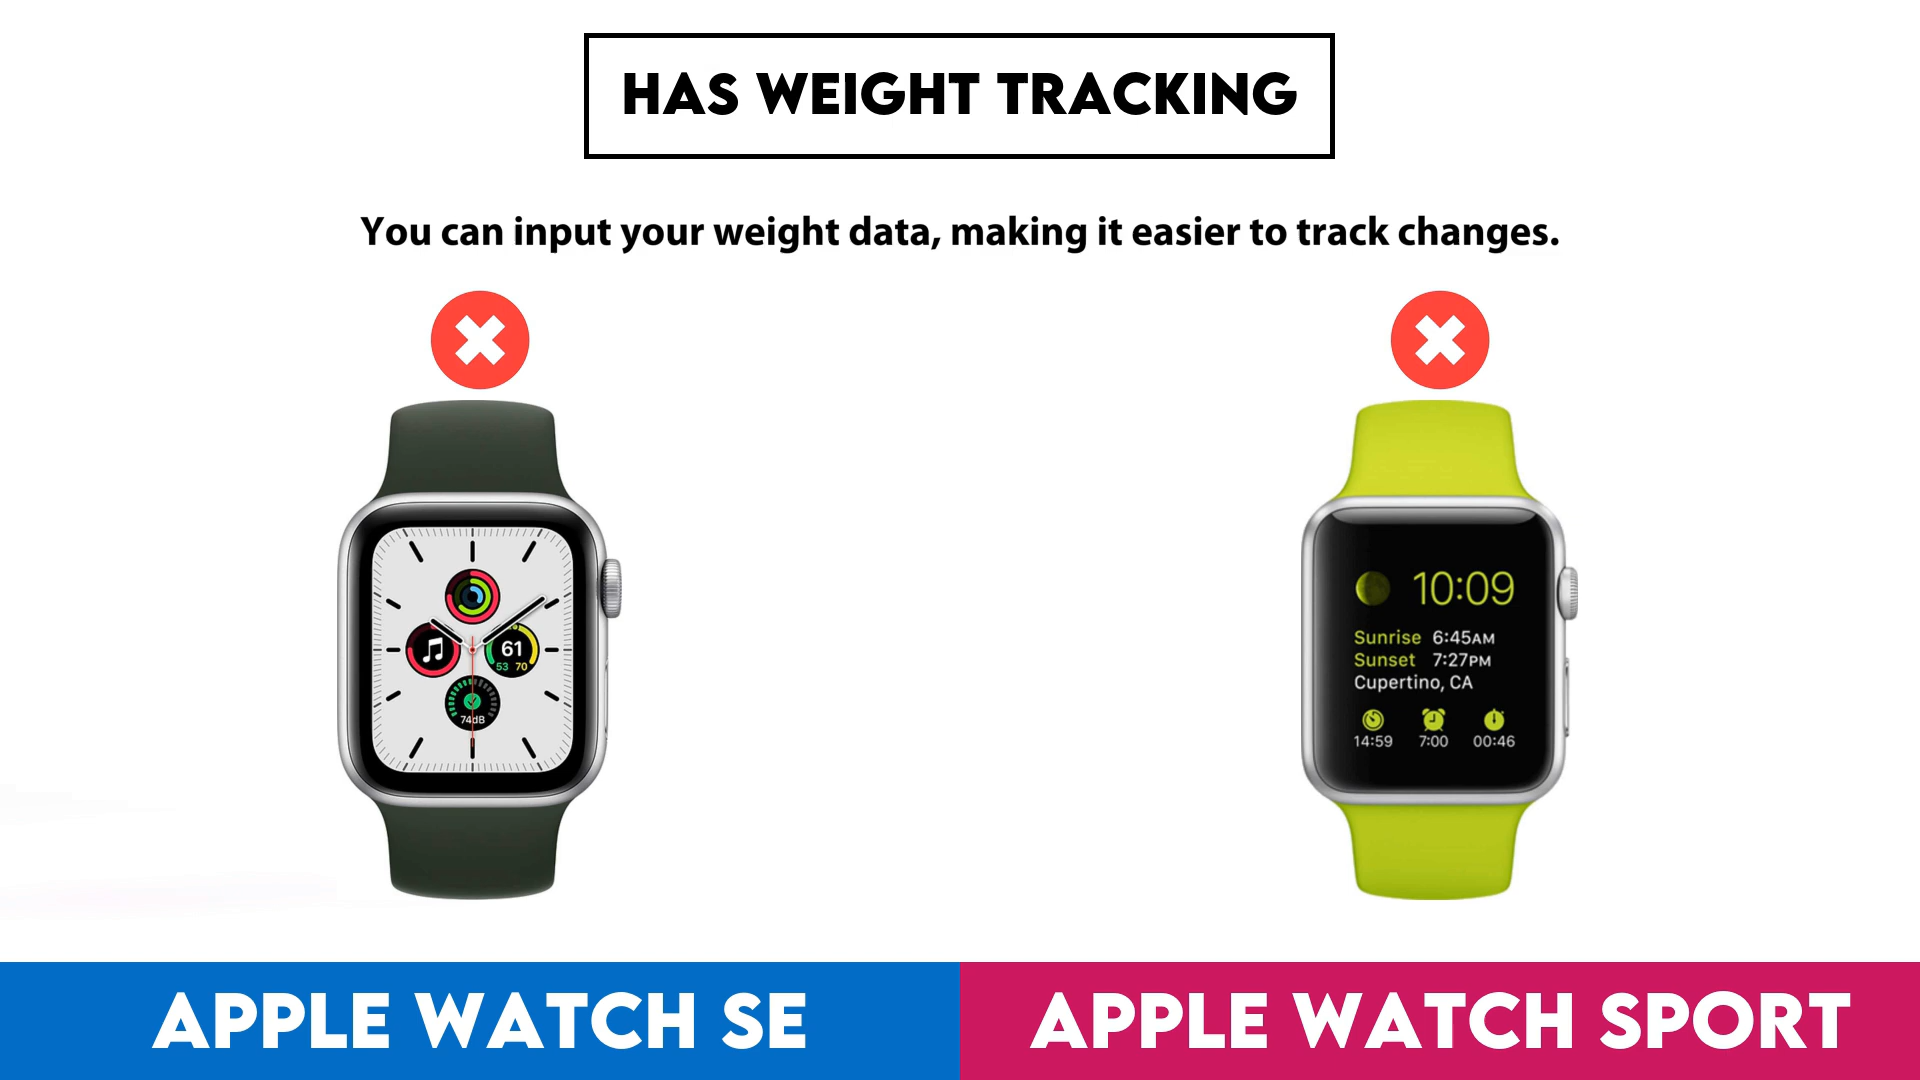 HAS WEIGHT TRACKING
You can input your weight data, making it easier to track changes.
61
53 70
74dB
10:09
Sunrise 6:45AM
Sunset 7:27PM
Cupertino, CA
14:59 7:00 00:46
APPLE WATCH SE
APPLE WATCH SPORT